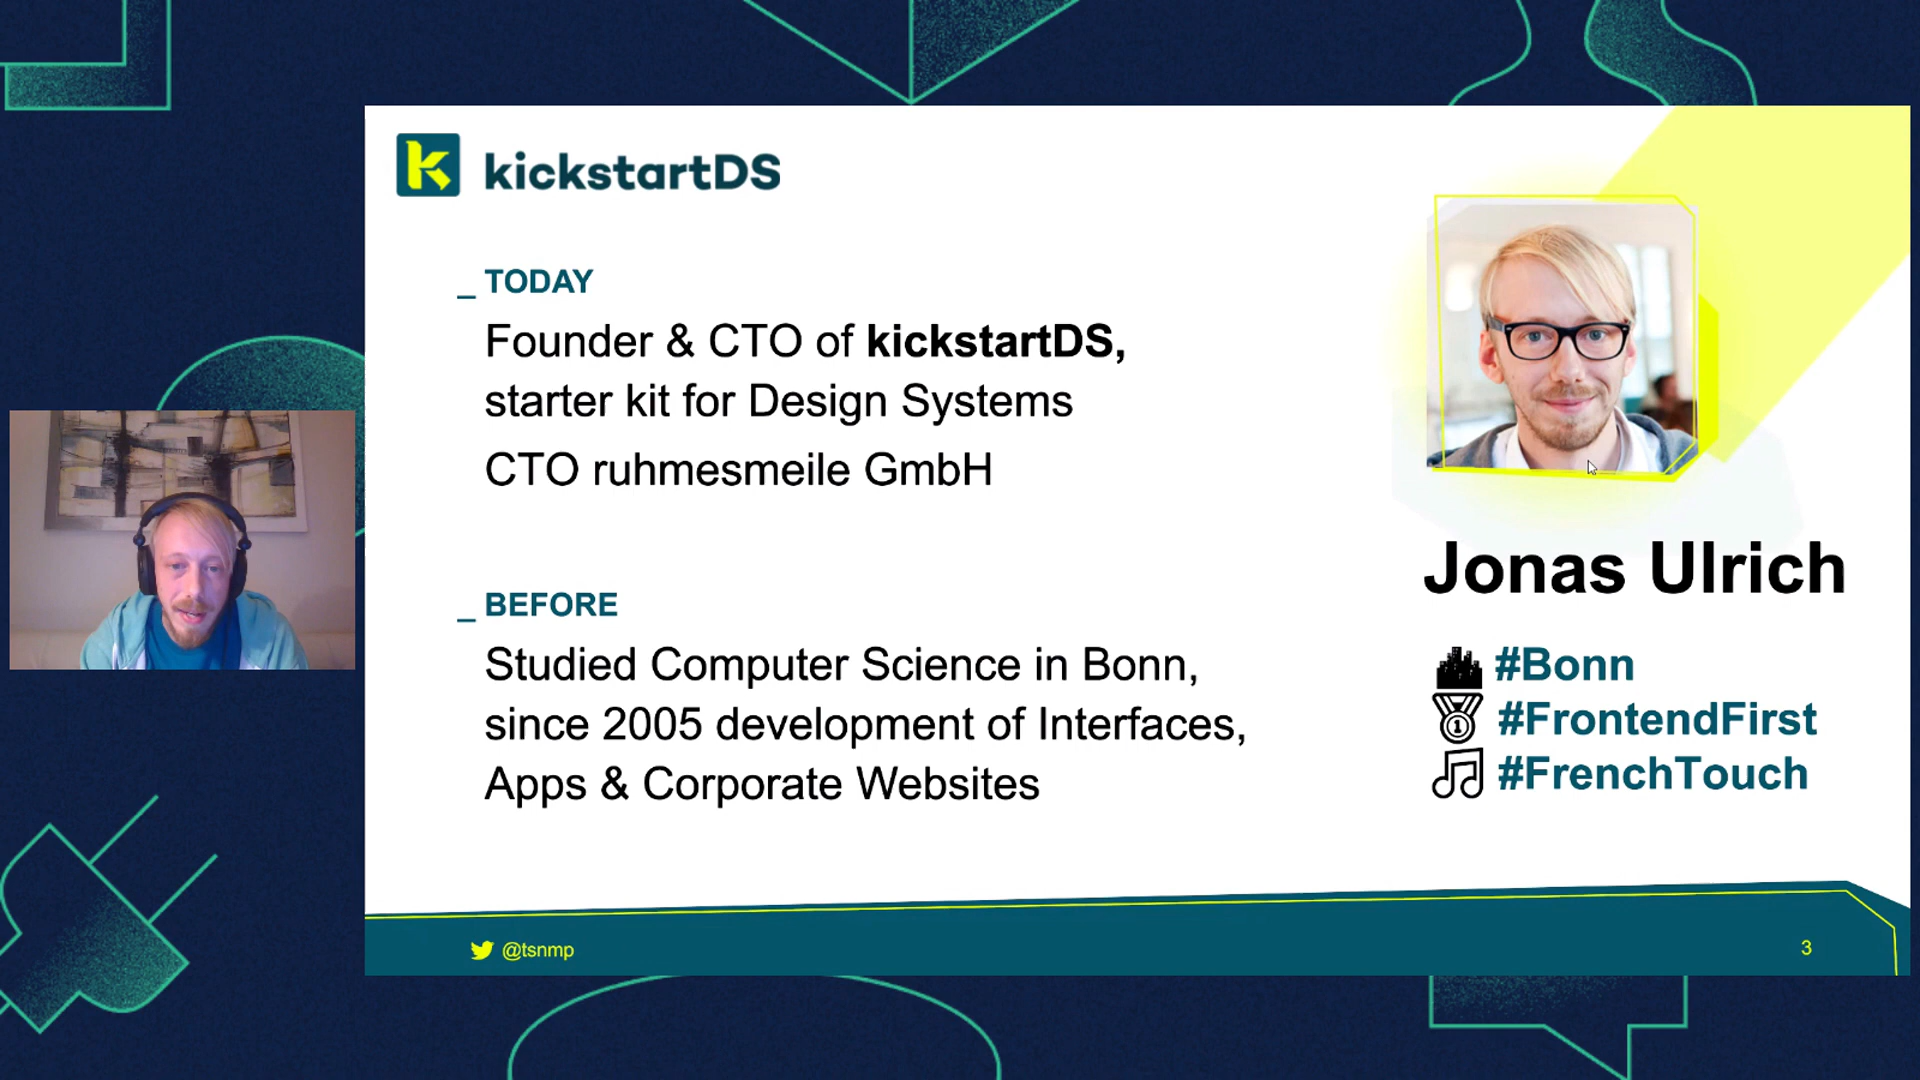 kickstartDS
_ TODAY
Founder & CTO of kickstartDS,
starter kit for Design Systems
CTO ruhmesmeile GmbH
_ BEFORE
Studied Computer Science in Bonn,
since 2005 development of Interfaces,
Apps & Corporate Websites
Jonas Ulrich
#Bonn
#FrontendFirst
#FrenchTouch
@tsnmp
3